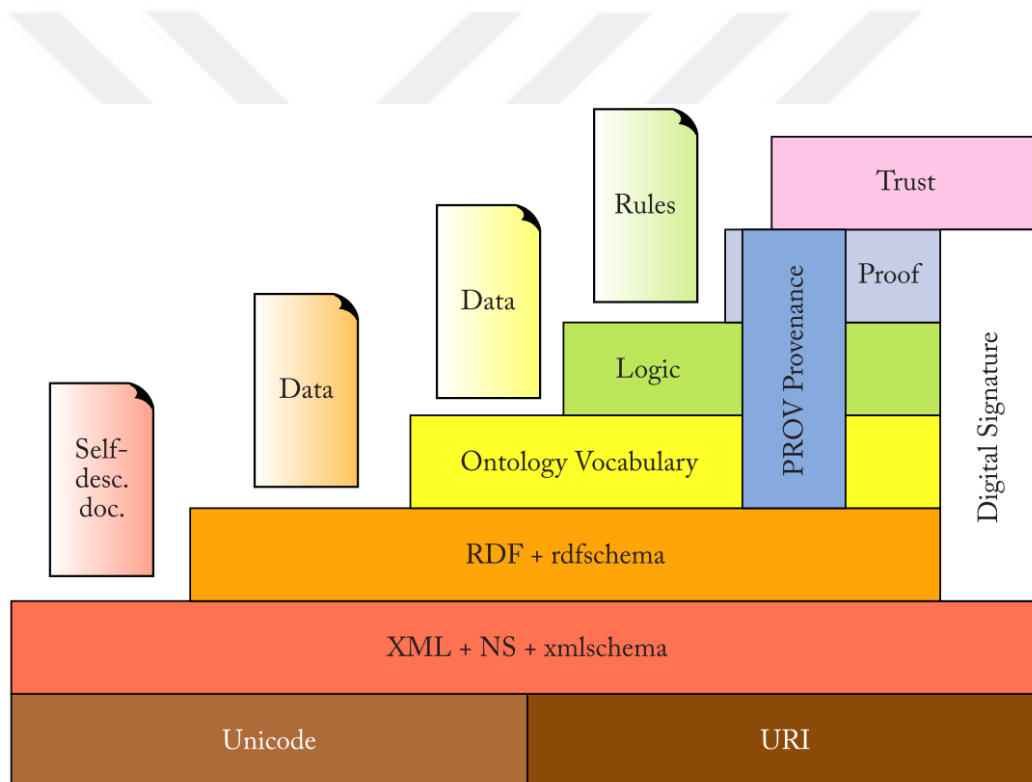 Trust
Rules
Proof
Data
PROV Provenance
Data
Logic
Digital Signature
Self-
desc.
doc.
Ontology Vocabulary
RDF + rdfschema
XML + NS + xmlschema
Unicode
URI